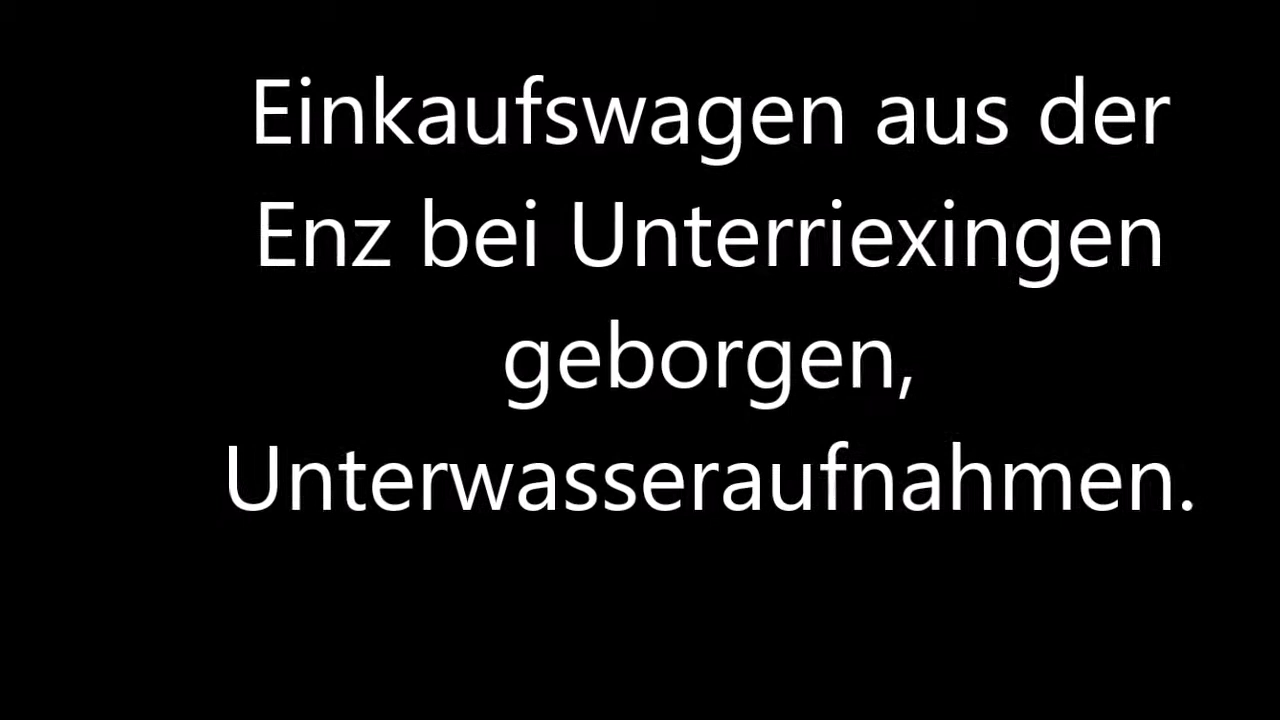 Einkaufswagen aus der
Enz bei Unterriexingen
geborgen,
Unterwasseraufnahmen.